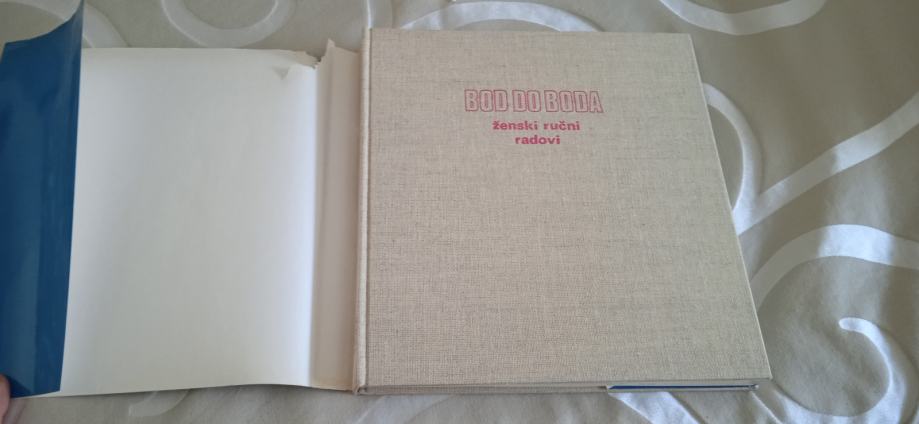 BOD DO BODA
ženski ručni
radovi